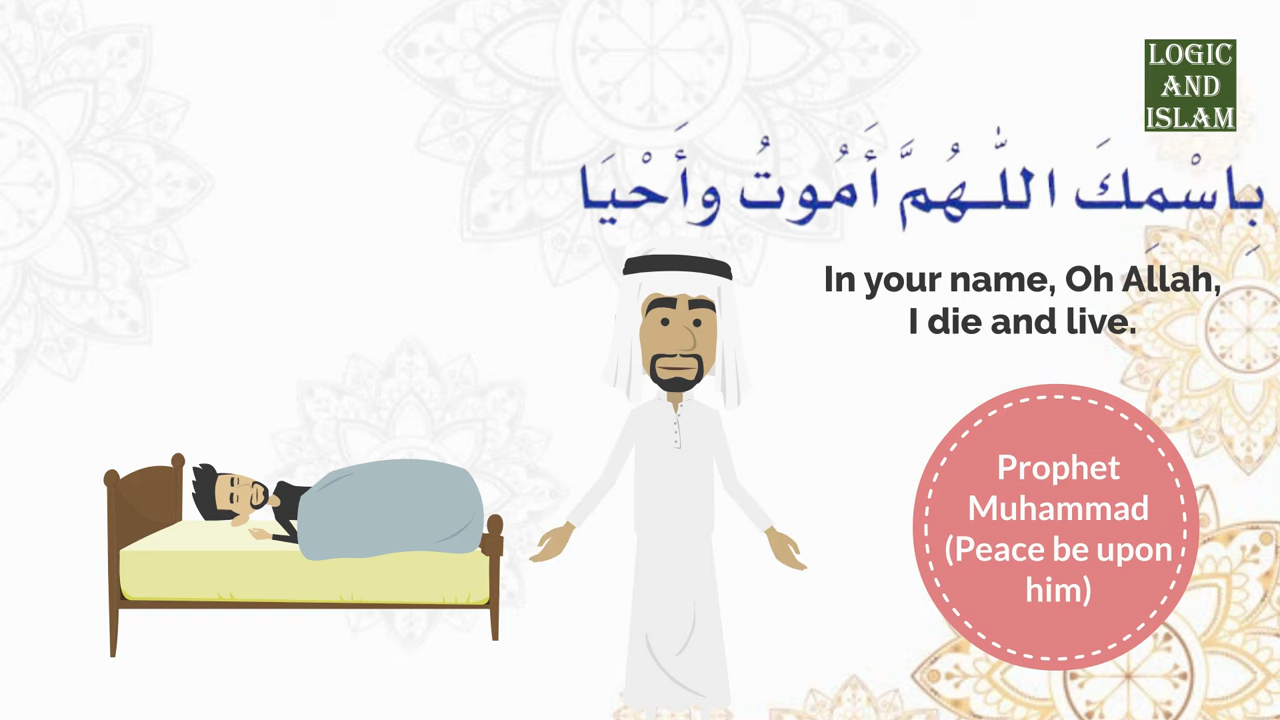 LOGIC
AND
ISLAM
بِاسْمِكَ اللّٰهُمَّ أَمُوتُ وأَحْيَا
In your name, Oh Allah,
I die and live.
Prophet
Muhammad
(Peace be upon
him)